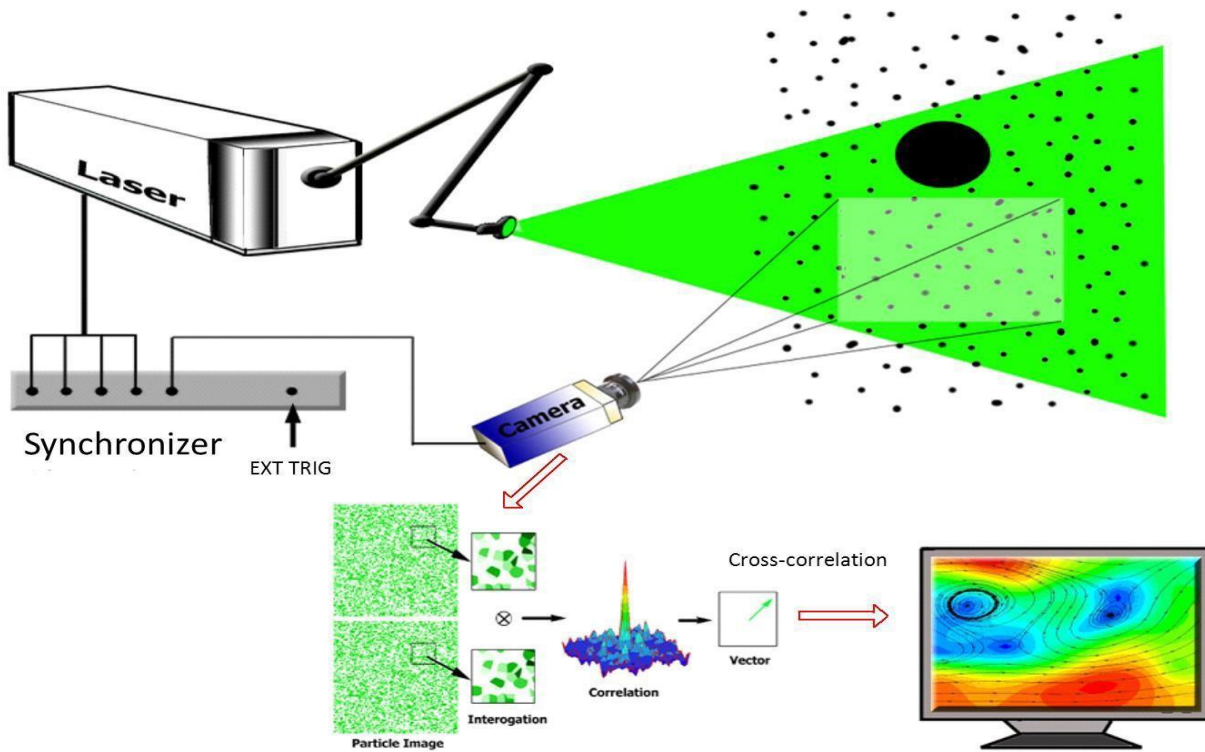 Laser
Synchronizer
EXT TRIG
Camera
Cross-correlation
Vector
Correlation
Interogation
Particle Image